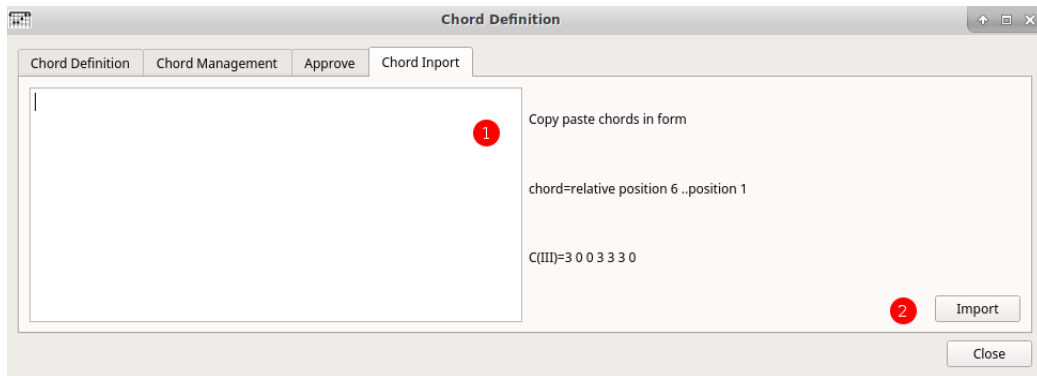 Chord Definition
Chord Definition Chord Management Approve Chord Inport
1
Copy paste chords in form
chord=relative position 6 ..position 1
C(III)=3 0 0 3 3 3 0
2 Import
Close